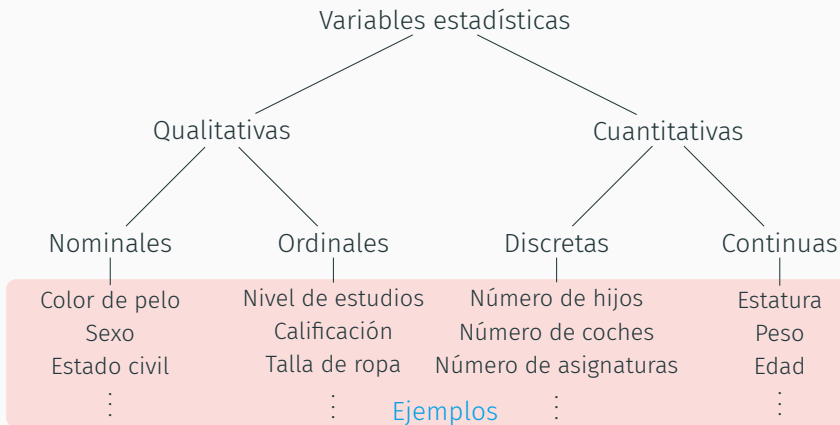 Variables estadísticas
Qualitativas
Cuantitativas
Nominales
Ordinales
Discretas
Continuas
Color de pelo
Sexo
Estado civil
⋮
Nivel de estudios
Calificación
Talla de ropa
⋮
Número de hijos
Número de coches
Número de asignaturas
⋮
Estatura
Peso
Edad
⋮
Ejemplos